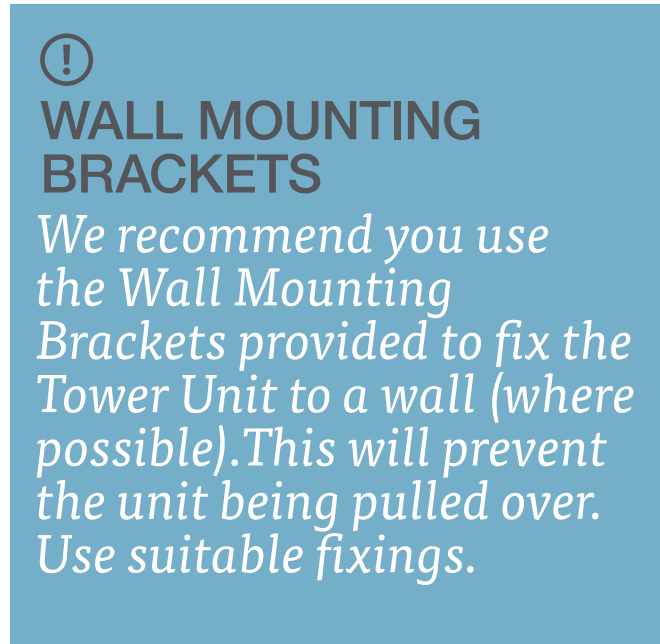 WALL MOUNTING
BRACKETS
We recommend you use
the Wall Mounting
Brackets provided to fix the
Tower Unit to a wall (where
possible).This will prevent
the unit being pulled over.
Use suitable fixings.